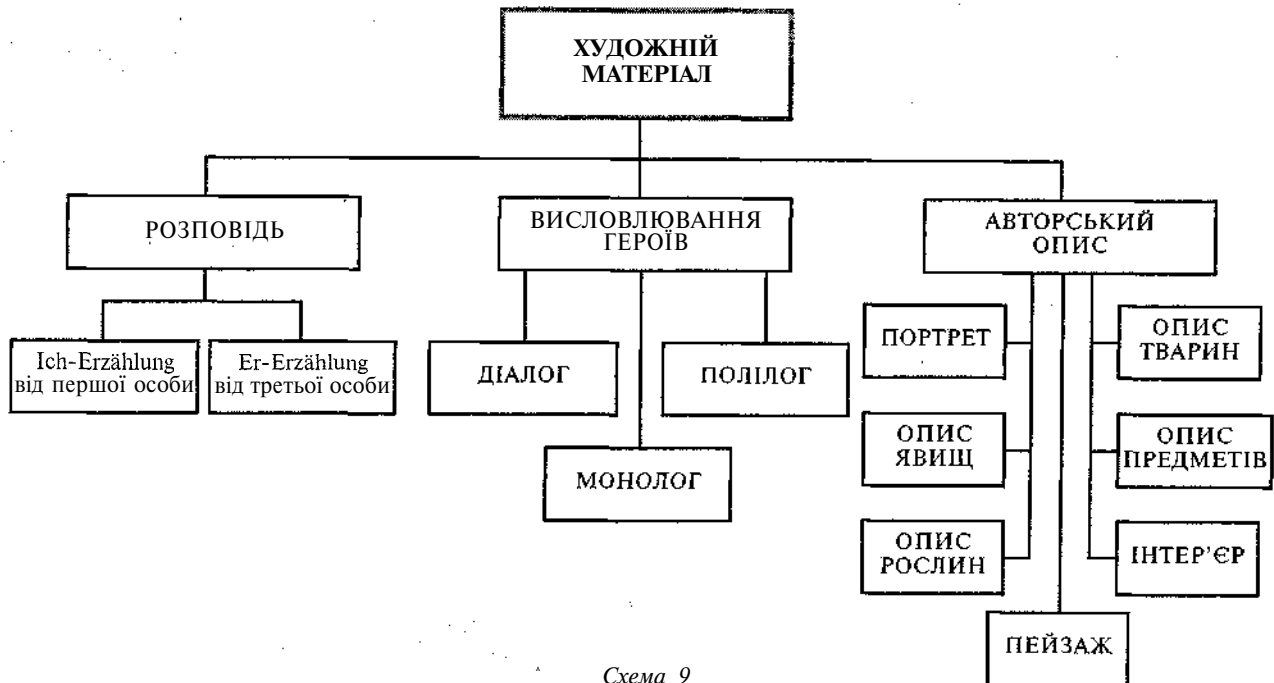 ХУДОЖНІЙ
МАТЕРІАЛ
РОЗПОВІДЬ
ВИСЛОВЛЮВАННЯ
ГЕРОЇВ
АВТОРСЬКИЙ
ОПИС
Ich-Erzählung
від першої особи
Er-Erzählung
від третьої особи
ДІАЛОГ
ПОЛІЛОГ
МОНОЛОГ
ПОРТРЕТ
ОПИС
ТВАРИН
ОПИС
ЯВИЩ
ОПИС
ПРЕДМЕТІВ
ОПИС
РОСЛИН
ІНТЕР'ЄР
ПЕЙЗАЖ
Схема 9